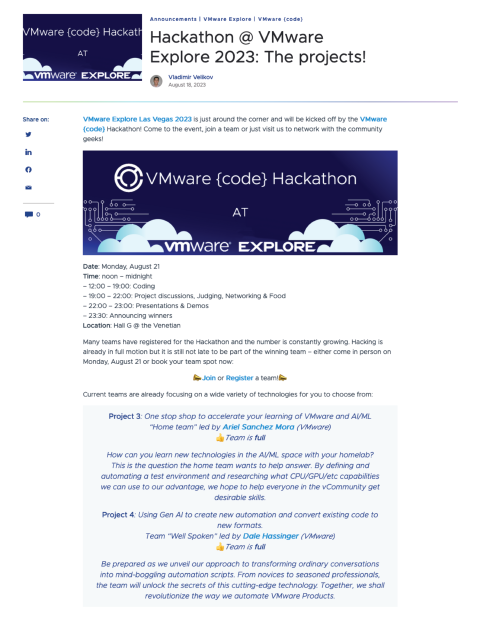 Announcements | VMware Explore | VMware {code}
VMware {code} Hackath
AT
vmware EXPLORE
Hackathon @ VMware
Explore 2023: The projects!
Vladimir Velikov
August 18, 2023
Share on:
0
VMware Explore Las Vegas 2023 is just around the corner and will be kicked off by the VMware
{code} Hackathon! Come to the event, join a team or just visit us to network with the community
geeks!
VMware {code} Hackathon
AT
vmware EXPLORE
Date: Monday, August 21
Time: noon – midnight
– 12:00 – 19:00: Coding
– 19:00 – 22:00: Project discussions, Judging, Networking & Food
– 22:00 – 23:00: Presentations & Demos
– 23:30: Announcing winners
Location: Hall G @ the Venetian
Many teams have registered for the Hackathon and the number is constantly growing. Hacking is
already in full motion but it is still not late to be part of the winning team – either come in person on
Monday, August 21 or book your team spot now:
Join or Register a team!
Current teams are already focusing on a wide variety of technologies for you to choose from:
Project 3: One stop shop to accelerate your learning of VMware and AI/ML
"Home team" led by Ariel Sanchez Mora (VMware)
👍Team is full
How can you learn new technologies in the AI/ML space with your homelab?
This is the question the home team wants to help answer. By defining and
automating a test environment and researching what CPU/GPU/etc capabilities
we can use to our advantage, we hope to help everyone in the vCommunity get
desirable skills.
Project 4: Using Gen AI to create new automation and convert existing code to
new formats.
Team "Well Spoken" led by Dale Hassinger (VMware)
👍Team is full
Be prepared as we unveil our approach to transforming ordinary conversations
into mind-boggling automation scripts. From novices to seasoned professionals,
the team will unlock the secrets of this cutting-edge technology. Together, we shall
revolutionize the way we automate VMware Products.